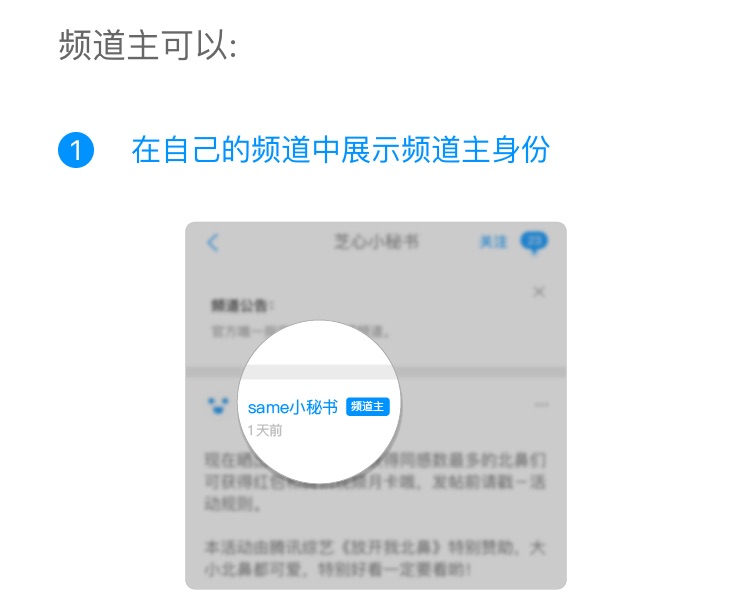 频道主可以:
1 在自己的频道中展示频道主身份
芝心小秘书 关注 23
频道公告:
官方唯一 频道。
same小秘书 频道主
1天前
现在晒 获得同感数最多的北鼻们
可获得红包 月卡哦，发帖前请戳－活
动规则。
本活动由腾讯综艺《放开我北鼻》特别赞助，大
小北鼻都可爱，特别好看一定要看哟！